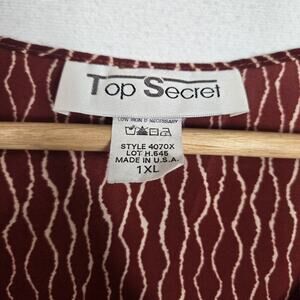 Top Secret
LOW IRON IF NECESSARY
STYLE 4070X
LOT H.645
MADE IN U.S.A.
1XL